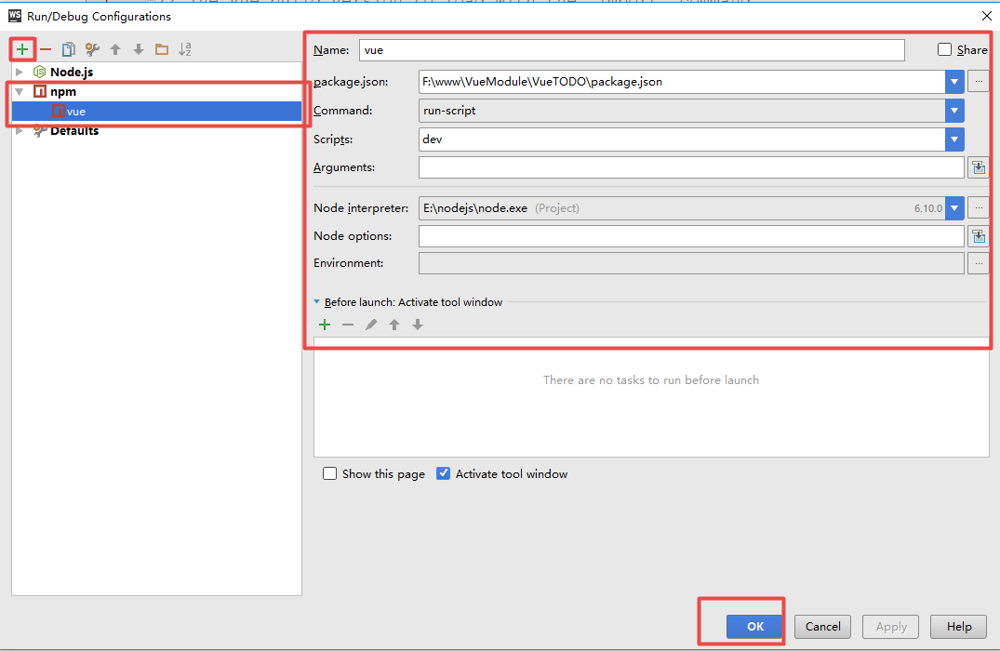 WS Run/Debug Configurations
Node.js
npm
vue
Defaults
Name: vue Share
package.json: F:\www\VueModule\VueTODO\package.json ...
Command: run-script
Scripts: dev
Arguments:
Node interpreter: E:\nodejs\node.exe (Project) 6.10.0 ...
Node options:
Environment: ...
Before launch: Activate tool window
There are no tasks to run before launch
Show this page Activate tool window
OK Cancel Apply Help